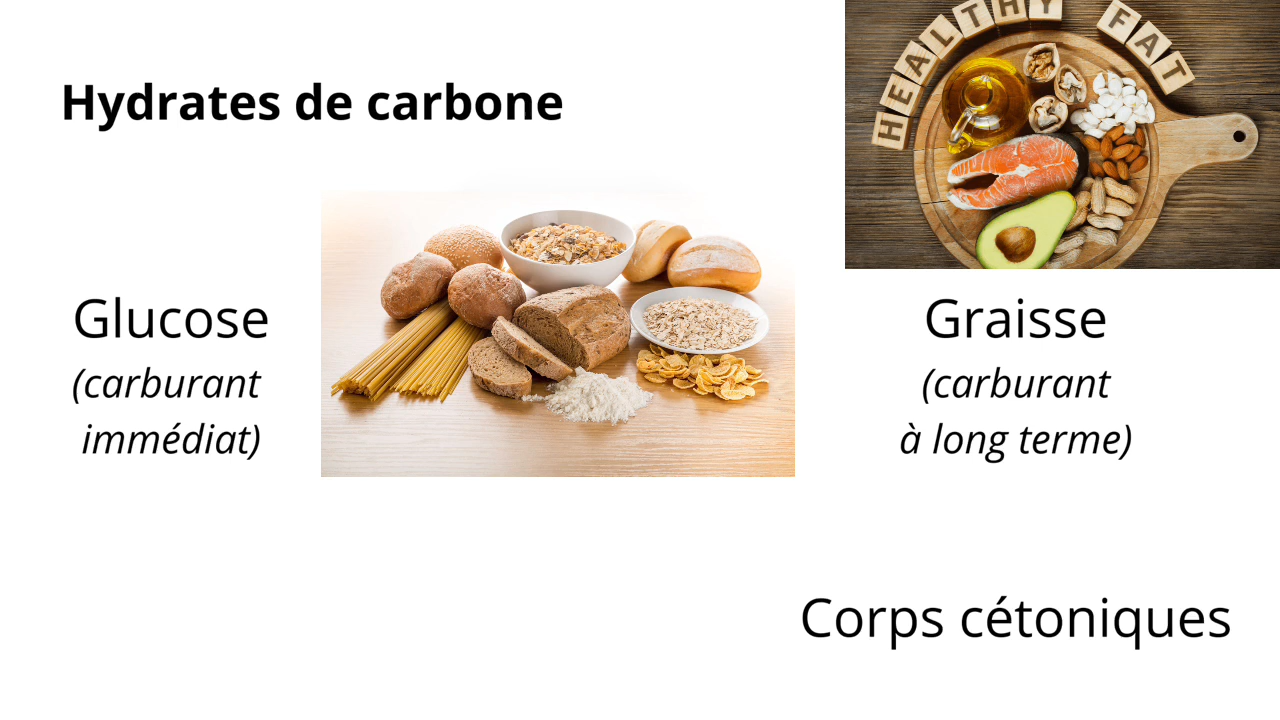 HEALTHY FAT
Hydrates de carbone
Glucose
(carburant
immédiat)
Graisse
(carburant
à long terme)
Corps cétoniques